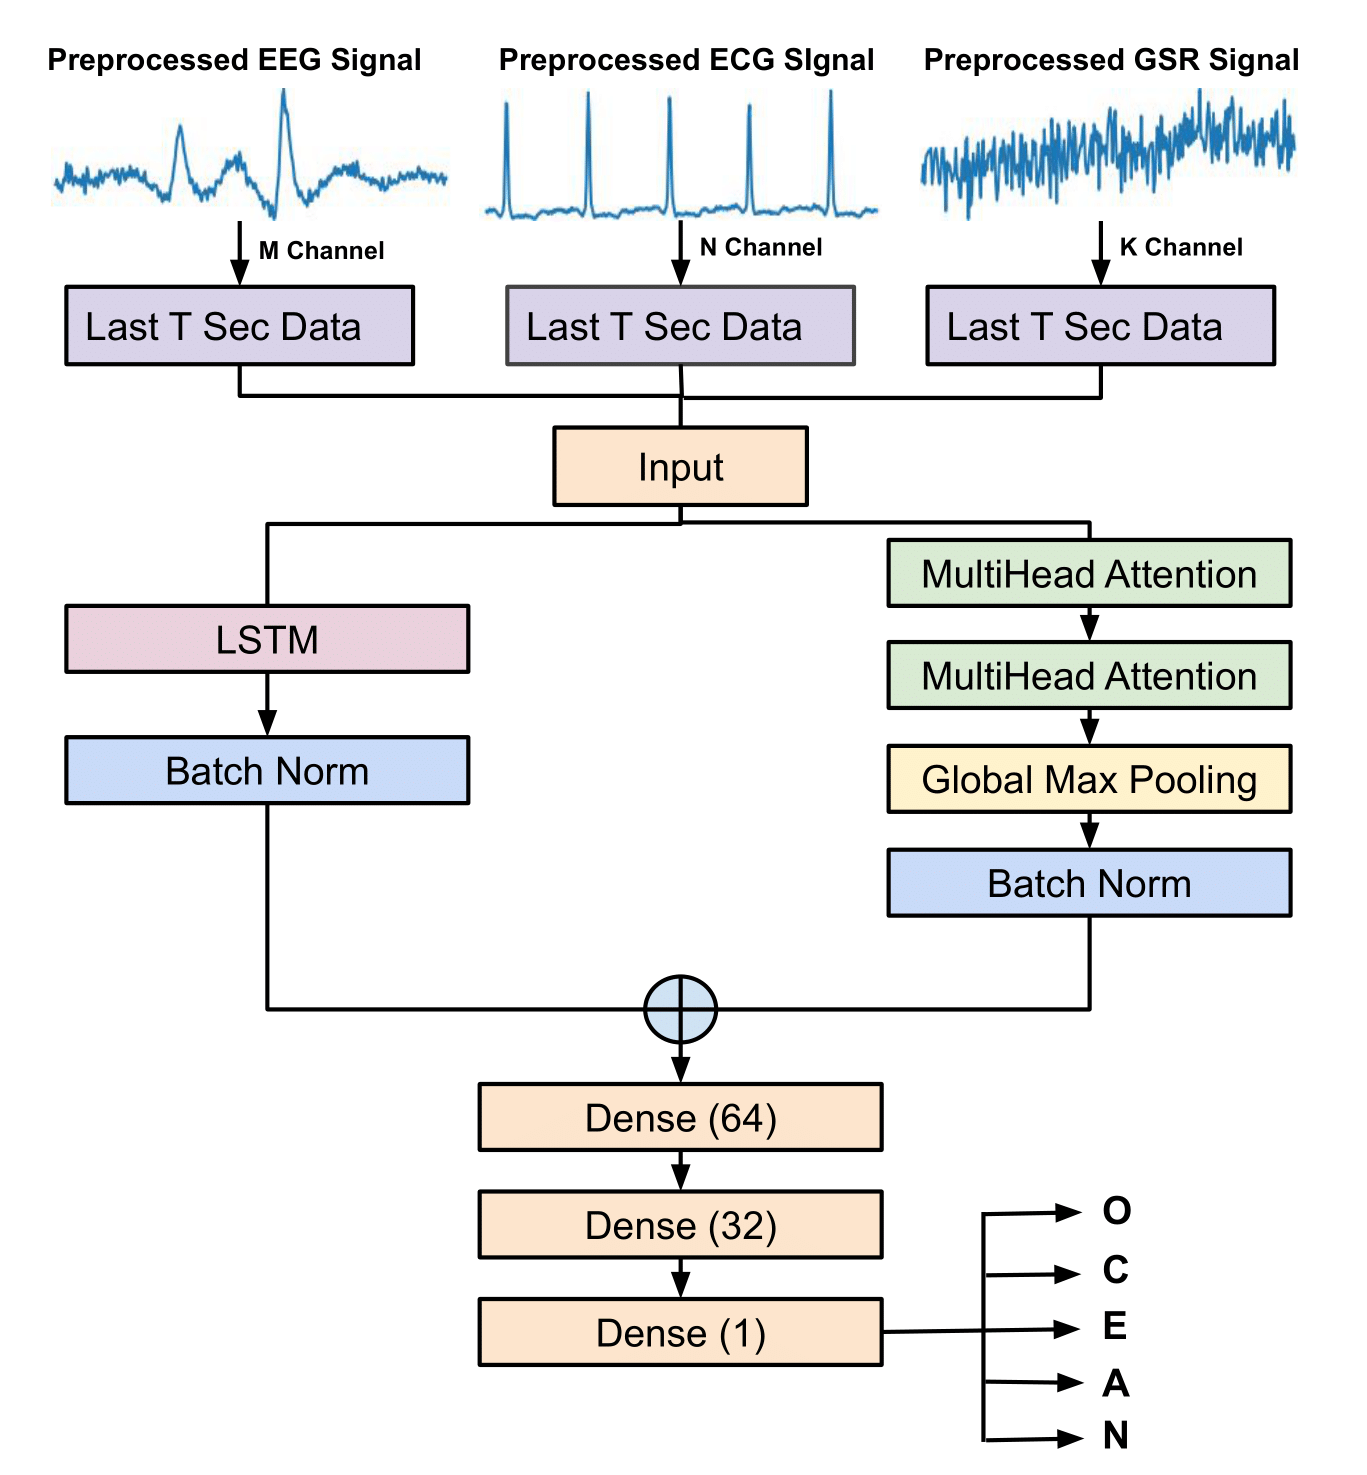 Preprocessed EEG Signal
Preprocessed ECG SIgnal
Preprocessed GSR Signal
M Channel
N Channel
K Channel
Last T Sec Data
Last T Sec Data
Last T Sec Data
Input
MultiHead Attention
LSTM
MultiHead Attention
Batch Norm
Global Max Pooling
Batch Norm
Dense (64)
Dense (32)
Dense (1)
O
C
E
A
N